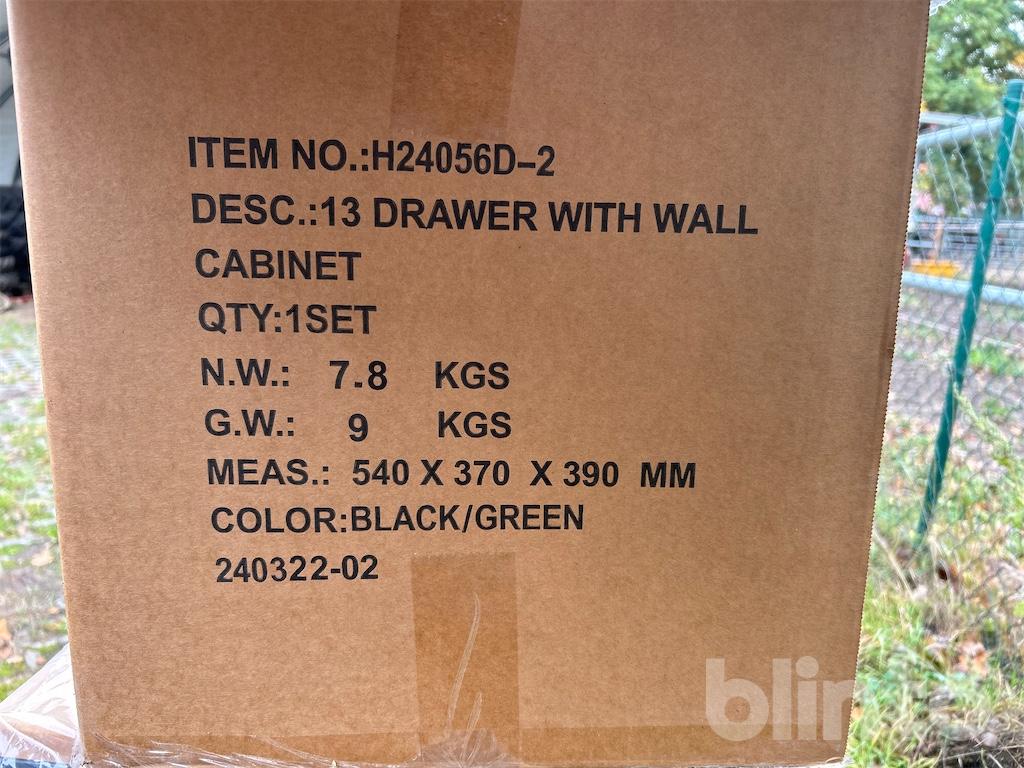 ITEM NO.:H24056D-2
DESC.:13 DRAWER WITH WALL
CABINET
QTY:1SET
N.W.: 7.8 KGS
G.W.: 9 KGS
MEAS.: 540 X 370 X 390 MM
COLOR:BLACK/GREEN
240322-02